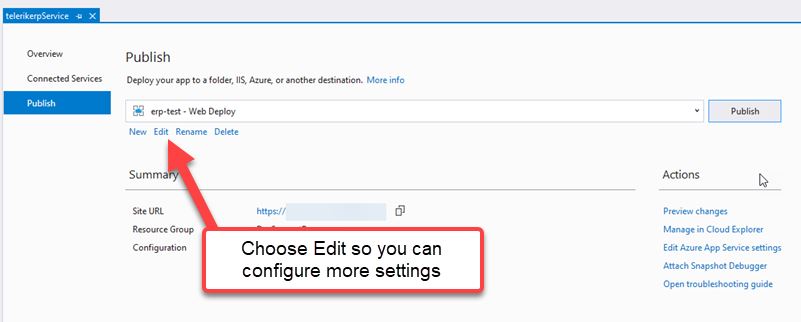 telerikerpService
Overview
Connected Services
Publish
Publish
Deploy your app to a folder, IIS, Azure, or another destination. More info
erp-test - Web Deploy
Publish
New Edit Rename Delete
Summary
Site URL https://
Resource Group
Configuration
Choose Edit so you can
configure more settings
Actions
Preview changes
Manage in Cloud Explorer
Edit Azure App Service settings
Attach Snapshot Debugger
Open troubleshooting guide